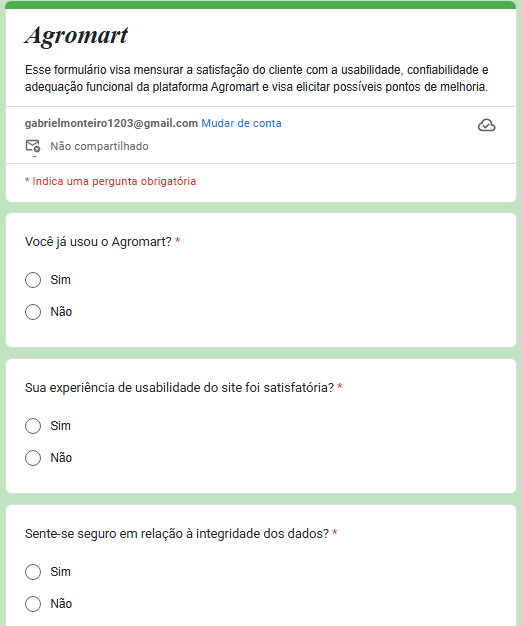 Agromart
Esse formulário visa mensurar a satisfação do cliente com a usabilidade, confiabilidade e
adequação funcional da plataforma Agromart e visa elicitar possíveis pontos de melhoria.
gabrielmonteiro1203@gmail.com Mudar de conta
Não compartilhado
* Indica uma pergunta obrigatória
Você já usou o Agromart? *
Sim
Não
Sua experiência de usabilidade do site foi satisfatória? *
Sim
Não
Sente-se seguro em relação à integridade dos dados? *
Sim
Não